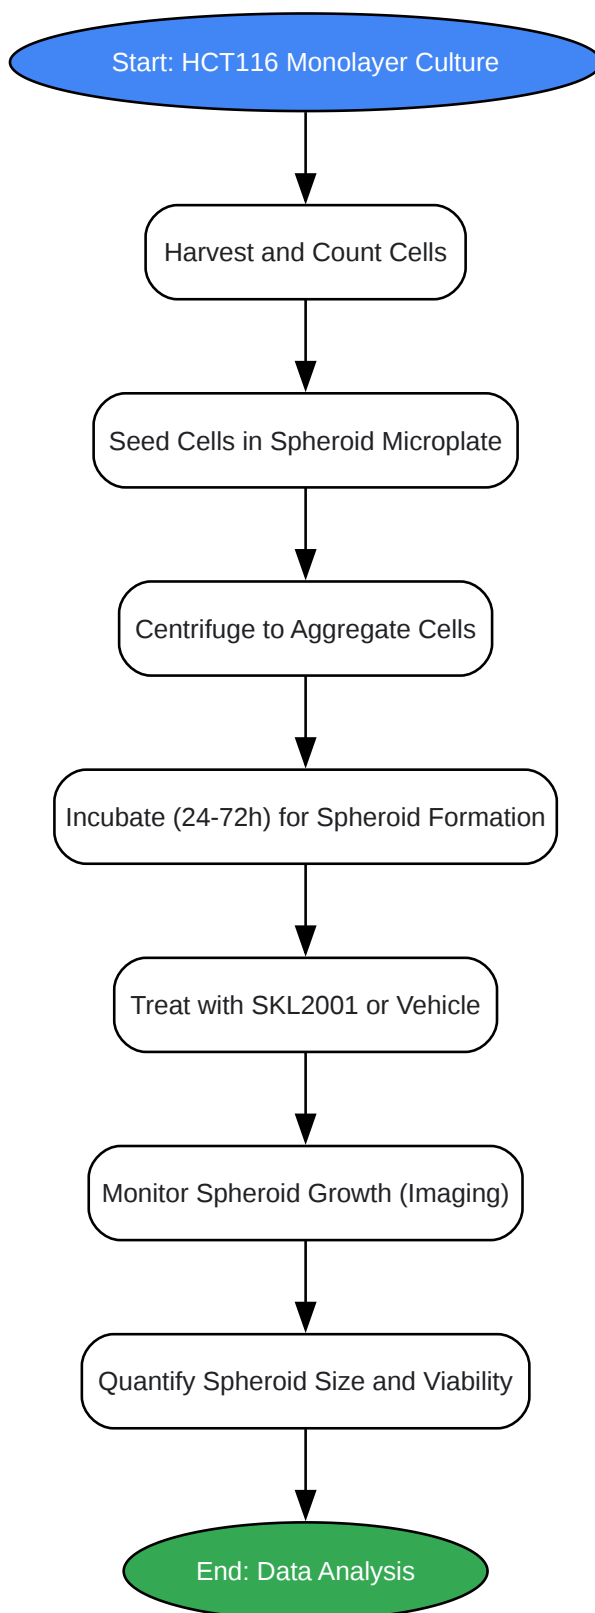 Start: HCT116 Monolayer Culture
Harvest and Count Cells
Seed Cells in Spheroid Microplate
Centrifuge to Aggregate Cells
Incubate (24-72h) for Spheroid Formation
Treat with SKL2001 or Vehicle
Monitor Spheroid Growth (Imaging)
Quantify Spheroid Size and Viability
End: Data Analysis